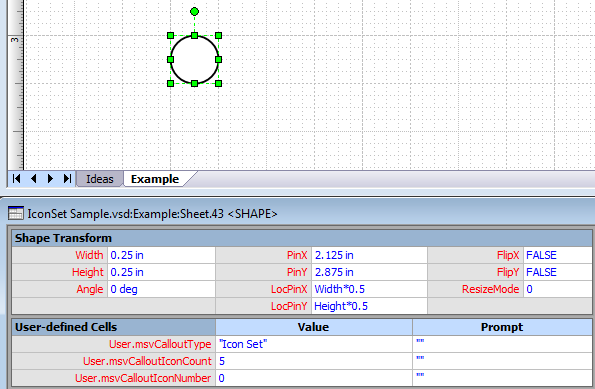 3
Ideas Example
IconSet Sample.vsd:Example:Sheet.43 <SHAPE>
Shape Transform
Width 0.25 in PinX 2.125 in FlipX FALSE
Height 0.25 in PinY 2.875 in FlipY FALSE
Angle 0 deg LocPinX Width*0.5 ResizeMode 0
LocPinY Height*0.5
User-defined Cells Value Prompt
User.msvCalloutType "Icon Set" ""
User.msvCalloutIconCount 5 ""
User.msvCalloutIconNumber 0 ""